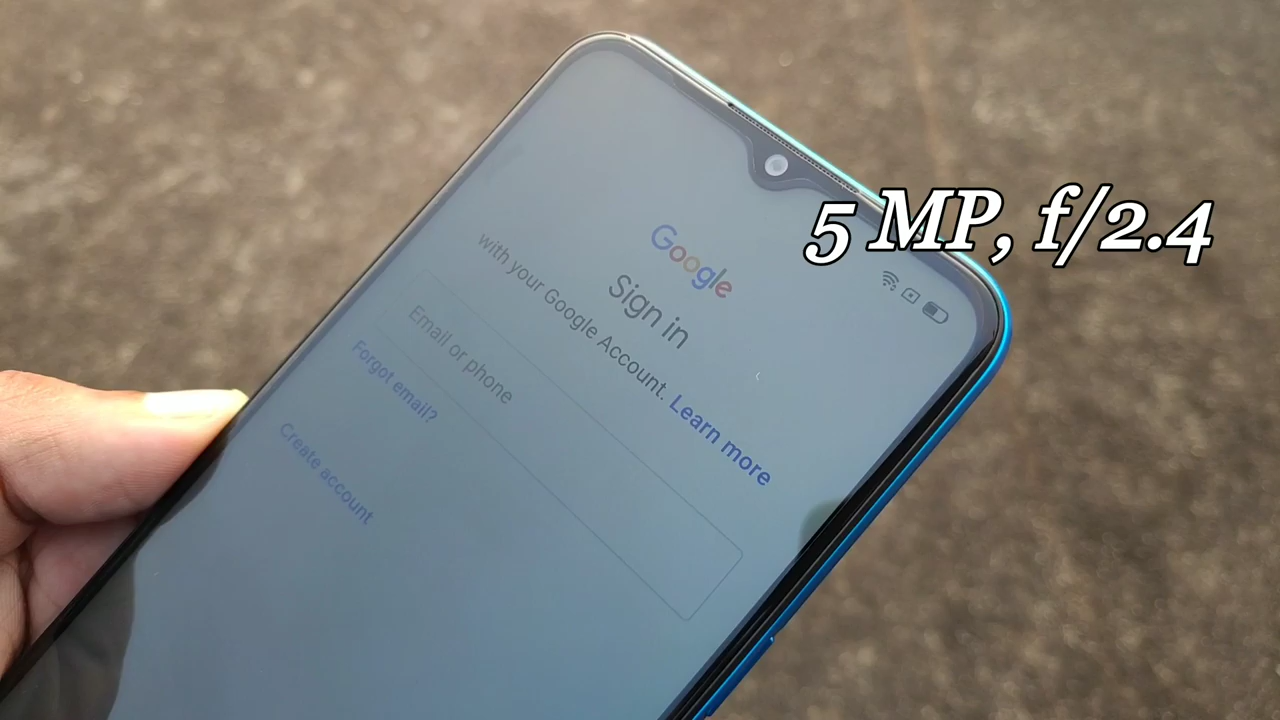 5 MP, f/2.4
Google
Sign in
with your Google Account. Learn more
Email or phone
Forgot email?
Create account